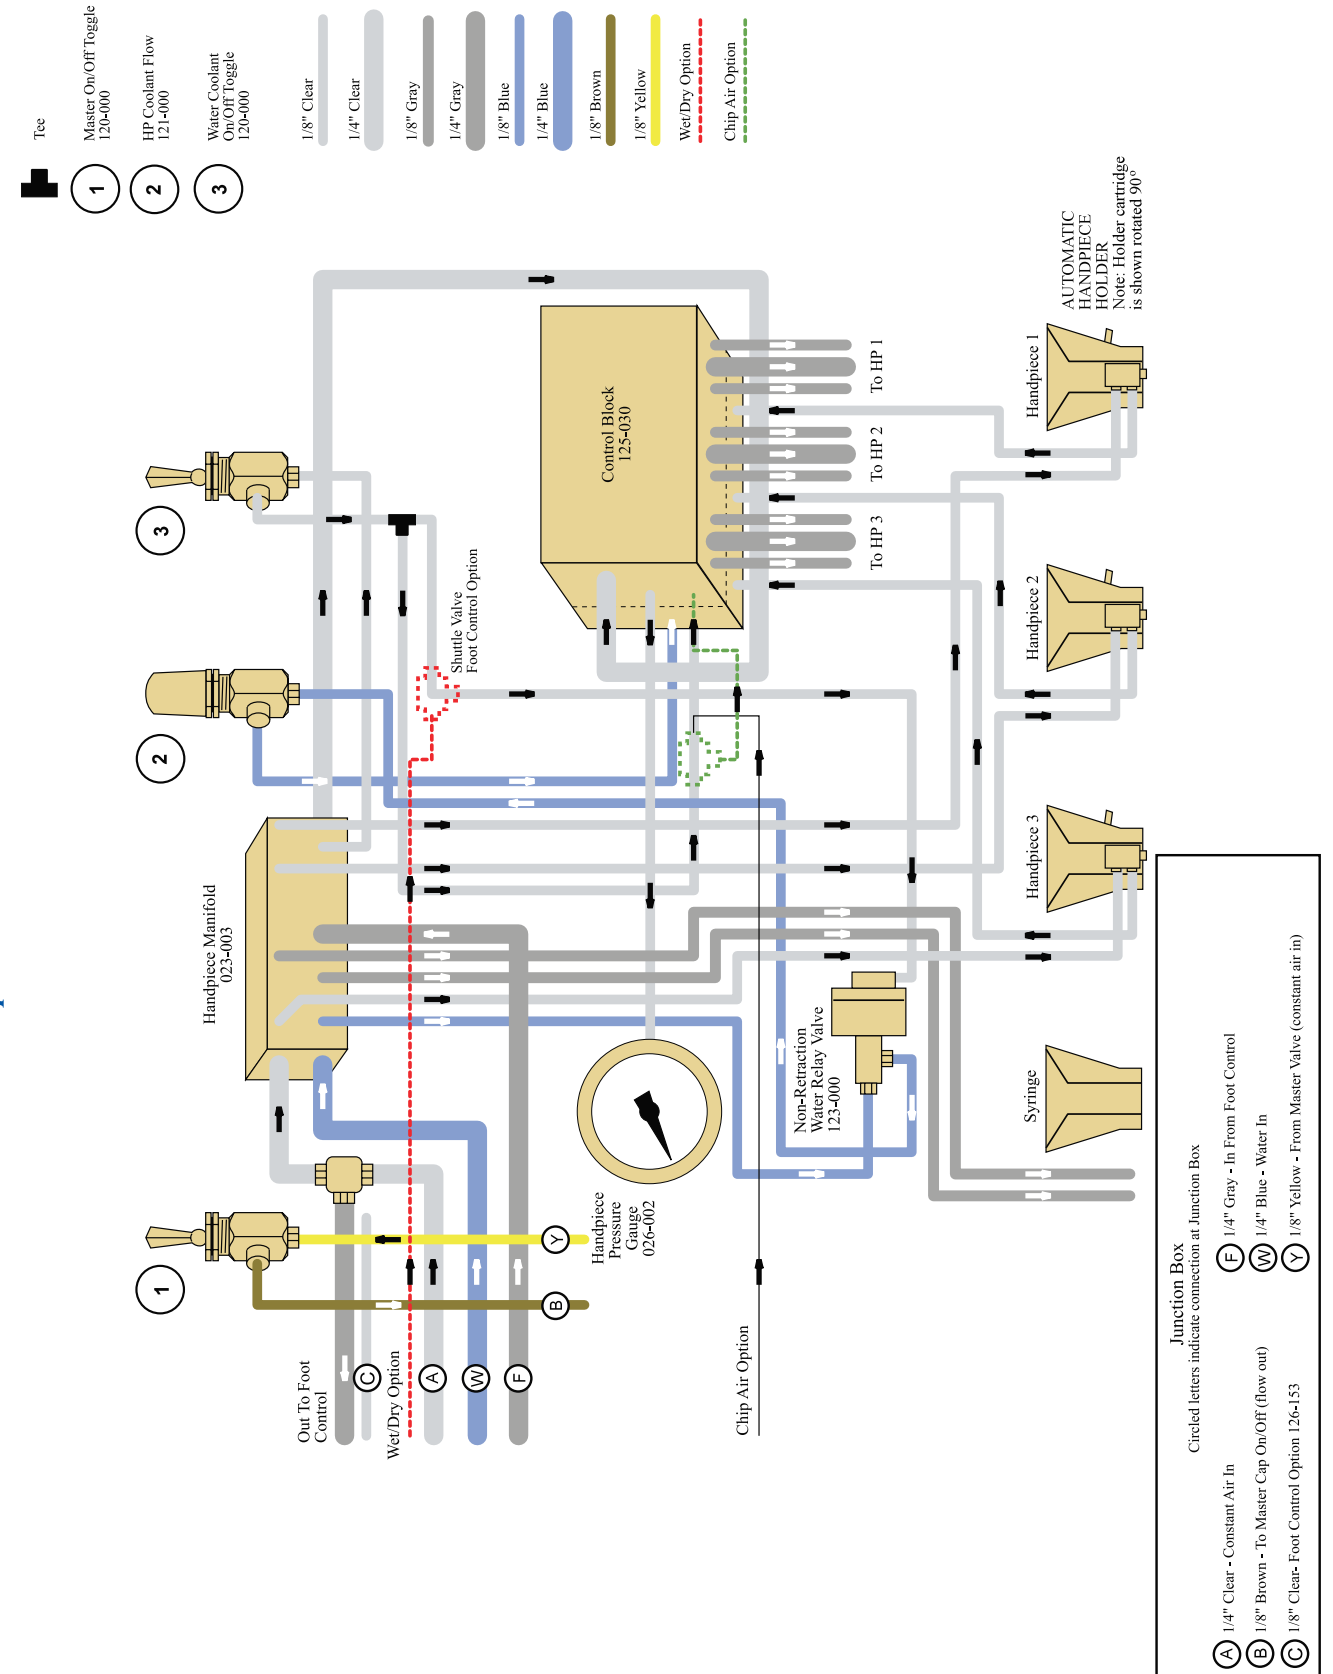 Tee
1
Master On/Off Toggle
120-000
2
HP Coolant Flow
121-000
3
Water Coolant
On/Off Toggle
120-000
1/8" Clear
1/4" Clear
1/8" Gray
1/4" Gray
1/8" Blue
1/4" Blue
1/8" Brown
1/8" Yellow
Wet/Dry Option
Chip Air Option
1
2
3
Handpiece Manifold
023-003
Shuttle Valve
Foot Control Option
Control Block
125-030
To HP 3
To HP 2
To HP 1
Out To Foot
Control
C
Wet/Dry Option
A
W
F
B
Y
Handpiece
Pressure
Gauge
026-002
Chip Air Option
Non-Retraction
Water Relay Valve
123-000
Syringe
Handpiece 3
Handpiece 2
Handpiece 1
AUTOMATIC
HANDPIECE
HOLDER
Note: Holder cartridge
is shown rotated 90°
Junction Box
Circled letters indicate connection at Junction Box
A 1/4" Clear - Constant Air In
B 1/8" Brown - To Master Cap On/Off (flow out)
C 1/8" Clear- Foot Control Option 126-153
F 1/4" Gray - In From Foot Control
W 1/4" Blue - Water In
Y 1/8" Yellow - From Master Valve (constant air in)